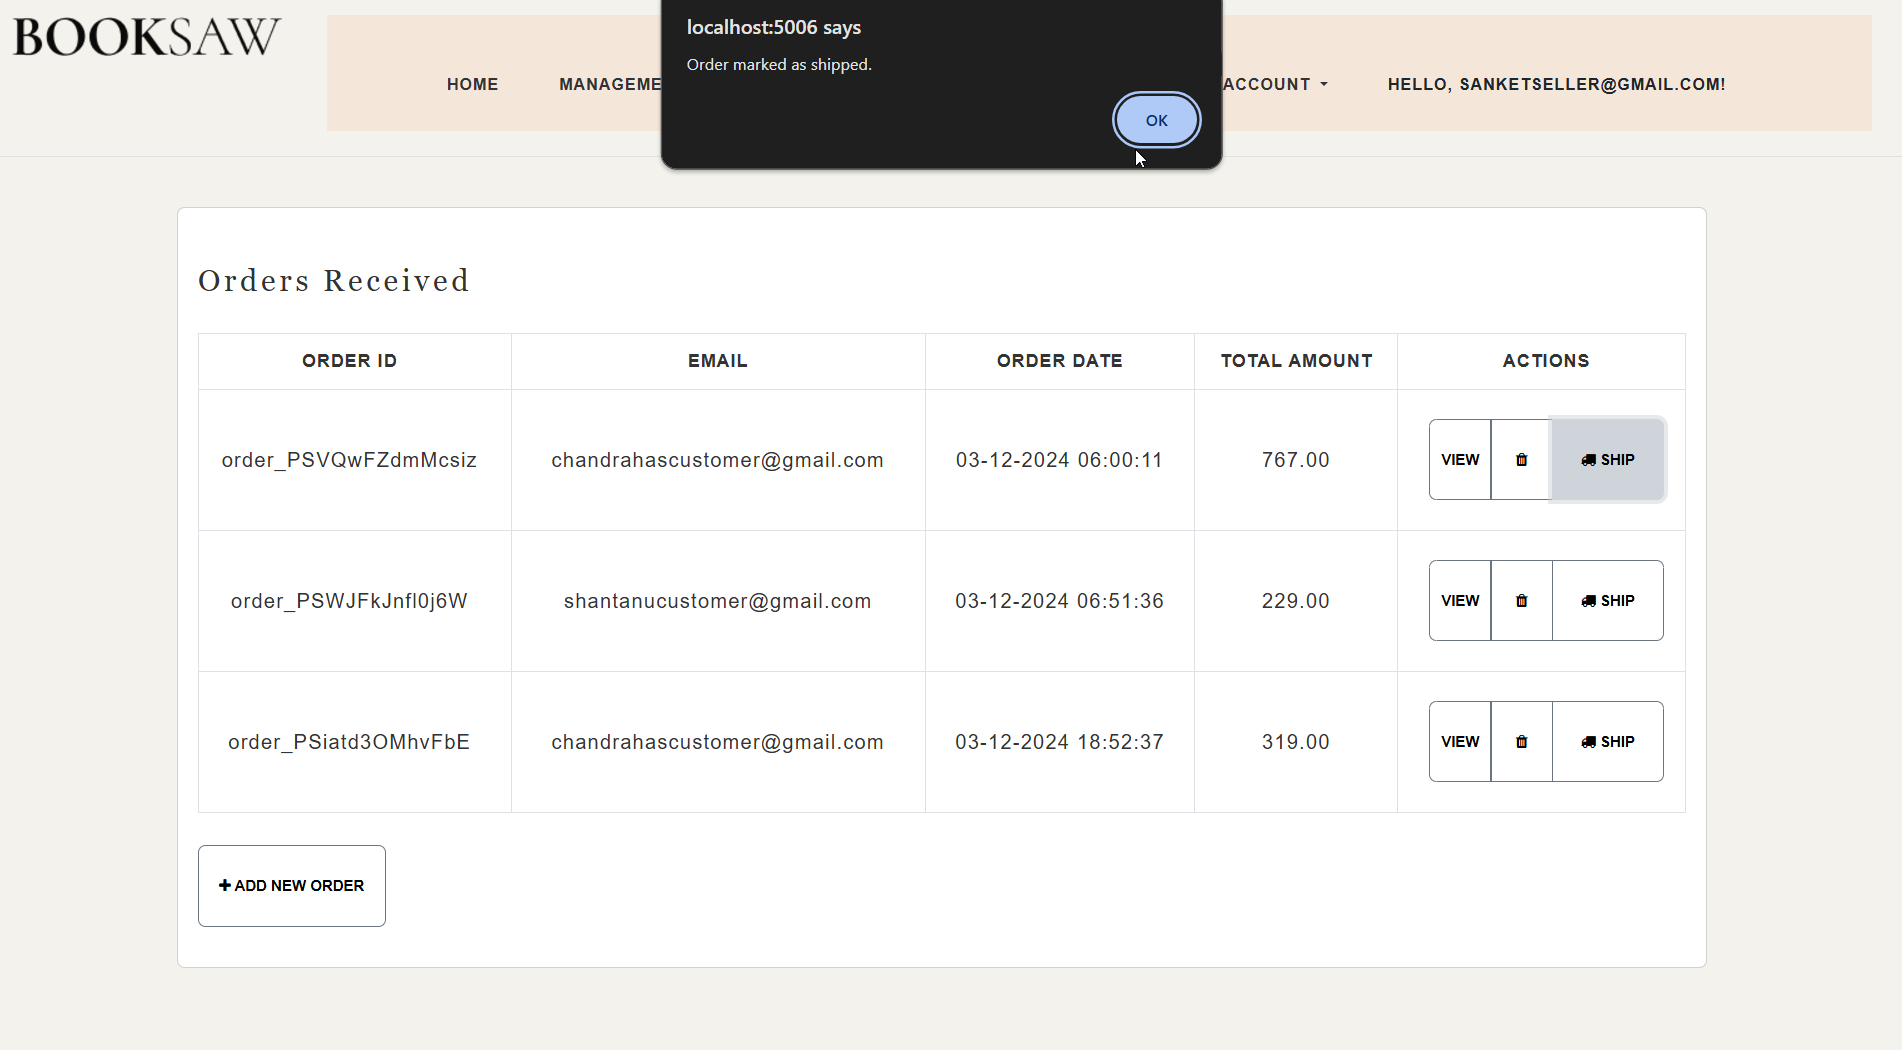 BOOKSAW
localhost:5006 says
Order marked as shipped.
OK
HOME MANAGEME ACCOUNT HELLO, SANKETSELLER@GMAIL.COM!
Orders Received
ORDER ID EMAIL ORDER DATE TOTAL AMOUNT ACTIONS
order_PSVQwFZdmMcsiz chandrahascustomer@gmail.com 03-12-2024 06:00:11 767.00 VIEW SHIP
order_PSWJFkJnfl0j6W shantanucustomer@gmail.com 03-12-2024 06:51:36 229.00 VIEW SHIP
order_PSiatd3OMhvFbE chandrahascustomer@gmail.com 03-12-2024 18:52:37 319.00 VIEW SHIP
+ ADD NEW ORDER